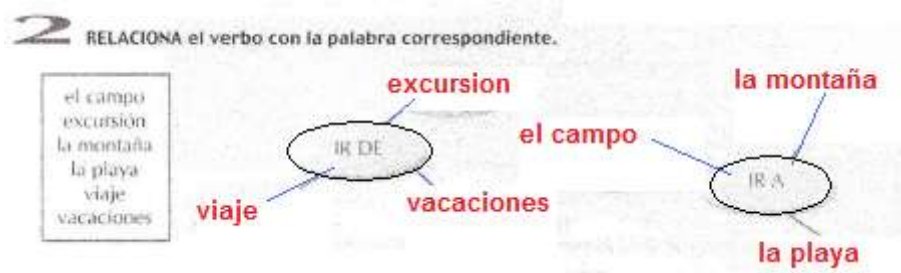 2 RELACIONA el verbo con la palabra correspondiente.
el campo
excursión
la montaña
la playa
viaje
vacaciones
excursion
IR DE
viaje
vacaciones
la montaña
el campo
IR A
la playa